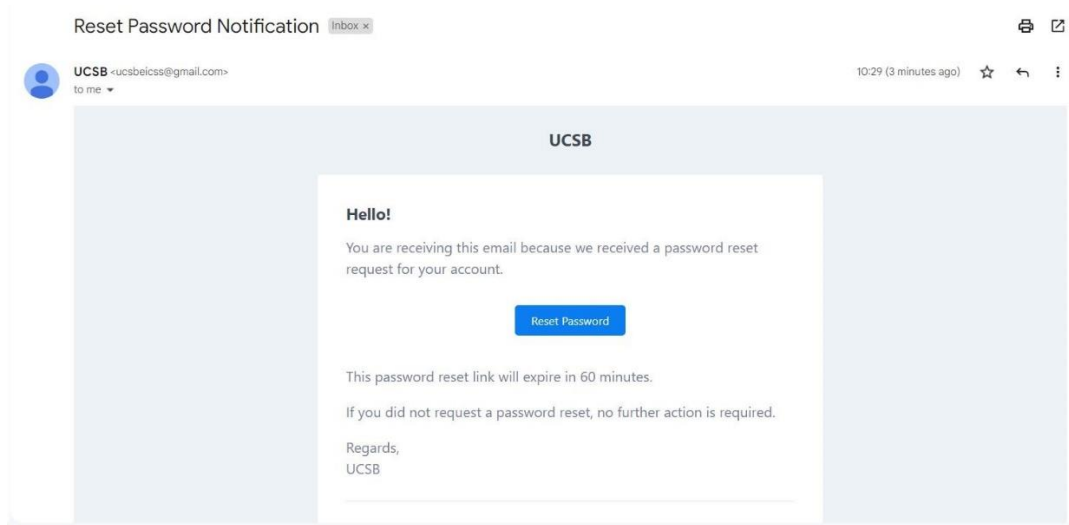 Reset Password Notification Inbox ×
UCSB <ucsbeicss@gmail.com> 10:29 (3 minutes ago)
to me
UCSB
Hello!
You are receiving this email because we received a password reset
request for your account.
Reset Password
This password reset link will expire in 60 minutes.
If you did not request a password reset, no further action is required.
Regards,
UCSB